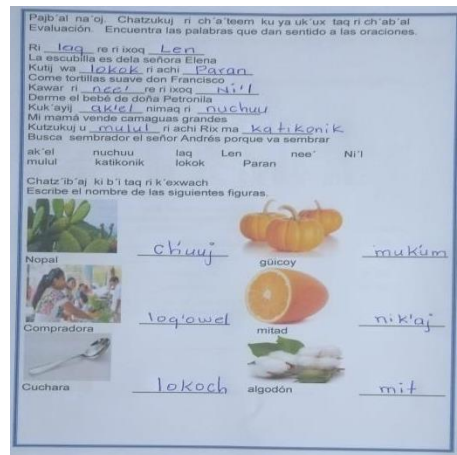 Pajb´al na´oj. Chatzukuj ri ch´a´teem ku ya uk´ux taq ri ch´ab´al
Evaluación. Encuentra las palabras que dan sentido a las oraciones.
Ri laq re ri ixoq Len
La escubilla es dela señora Elena
Kutij wa lokok ri achi Paran
Come tortillas suave don Francisco
Kawar ri nee' re ri ixoq Ni'l
Derme el bebé de doña Petronila
Kuk´ayij ak'el nimaq ri nuchuu
Mi mamá vende camaguas grandes
Kutzukuj u mulul ri achi Rix ma katikonik
Busca sembrador el señor Andrés porque va sembrar
ak´el nuchuu laq Len nee´ Ni'l
mulul katikonik lokok Paran
Chatz´ib´aj ki b´i taq ri k´exwach
Escribe el nombre de las siguientes figuras.
Nopal ch'uuj güicoy mukum
Compradora loq'owel mitad nik'aj
Cuchara lokoch algodón mit